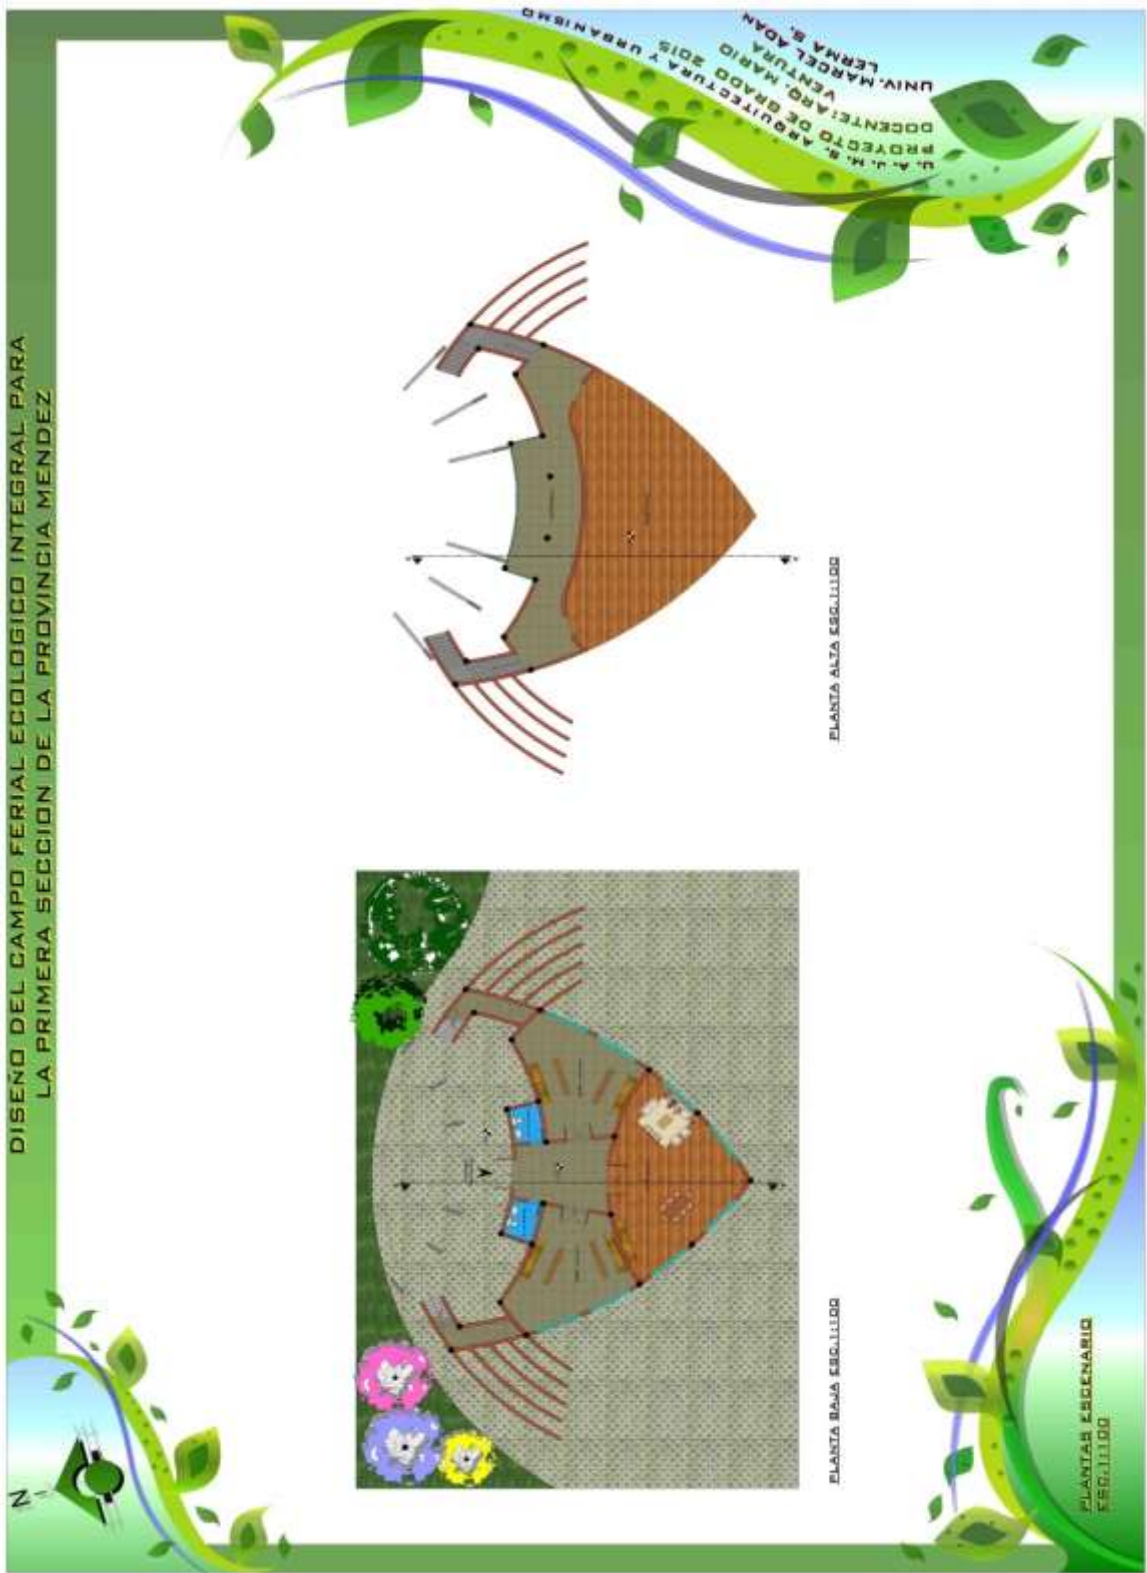 DISEÑO DEL CAMPO FERIAL ECOLOGICO INTEGRAL PARA
LA PRIMERA SECCION DE LA PROVINCIA MENDEZ
N
U. A. J. M. S. ARQUITECTURA Y URBANISMO
PROYECTO DE GRADO 2015
DOCENTE: ARQ. MARIO
VENTURA
UNIV. MARCEL ADAN
LERMA S.
PLANTA BAJA ESC.1:100
PLANTA ALTA ESC.1:100
PLANTAS ESCENARIO
ESC.1:100